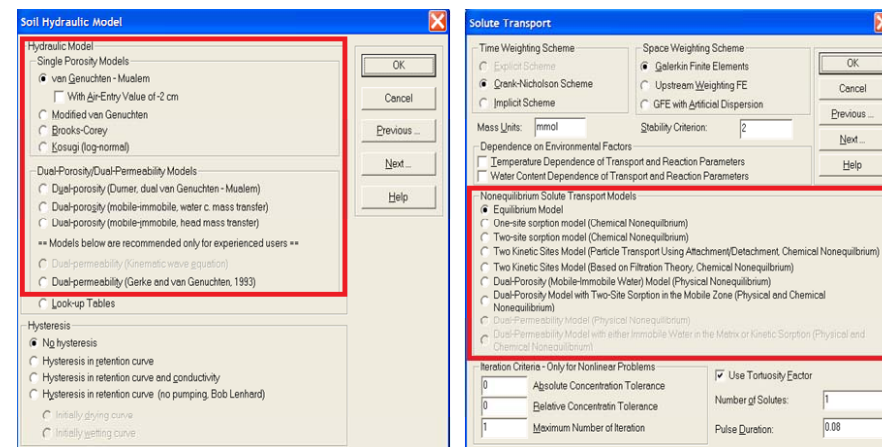 Soil Hydraulic Model
Hydraulic Model
Single Porosity Models
van Genuchten - Mualem
With Air-Entry Value of -2 cm
Modified van Genuchten
Brooks-Corey
Kosugi (log-normal)
Dual-Porosity/Dual-Permeability Models
Dual-porosity (Durner, dual van Genuchten - Mualem)
Dual-porosity (mobile-immobile, water c. mass transfer)
Dual-porosity (mobile-immobile, head mass transfer)
== Models below are recommended only for experienced users ==
Dual-permeability (Kinematic wave equation)
Dual-permeability (Gerke and van Genuchten, 1993)
Look-up Tables
Hysteresis
No hysteresis
Hysteresis in retention curve
Hysteresis in retention curve and conductivity
Hysteresis in retention curve (no pumping, Bob Lenhard)
Initially drying curve
Initially wetting curve
OK
Cancel
Previous ...
Next ...
Help
Solute Transport
Time Weighting Scheme
Explicit Scheme
Crank-Nicholson Scheme
Implicit Scheme
Space Weighting Scheme
Galerkin Finite Elements
Upstream Weighting FE
GFE with Artificial Dispersion
OK
Cancel
Previous ...
Next ...
Help
Mass Units: mmol
Stability Criterion: 2
Dependence on Environmental Factors
Temperature Dependence of Transport and Reaction Parameters
Water Content Dependence of Transport and Reaction Parameters
Nonequilibrium Solute Transport Models
Equilibrium Model
One-site sorption model (Chemical Nonequilibrium)
Two-site sorption model (Chemical Nonequilibrium)
Two Kinetic Sites Model (Particle Transport Using Attachment/Detachment, Chemical Nonequilibrium)
Two Kinetic Sites Model (Based on Filtration Theory, Chemical Nonequilibrium)
Dual-Porosity (Mobile-Immobile Water) Model (Physical Nonequilibrium)
Dual-Porosity Model with Two-Site Sorption in the Mobile Zone (Physical and Chemical
Nonequilibrium)
Dual-Permeability Model (Physical Nonequilibrium)
Dual-Permeability Model with either Immobile Water in the Matrix or Kinetic Sorption (Physical and
Chemical Nonequilibrium)
Iteration Criteria - Only for Nonlinear Problems
0 Absolute Concentration Tolerance
0 Relative Concentratin Tolerance
1 Maximum Number of Iteration
Use Tortuosity Factor
Number of Solutes: 1
Pulse Duration: 0.08